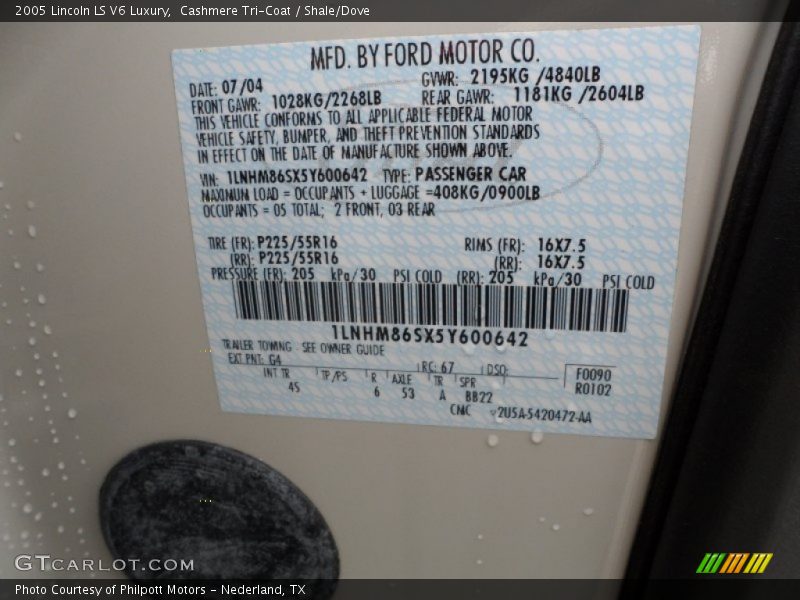 2005 Lincoln LS V6 Luxury,  Cashmere Tri-Coat / Shale/Dove
MFD. BY FORD MOTOR CO.
DATE: 07/04 GVWR: 2195KG /4840LB
FRONT GAWR: 1028KG/2268LB REAR GAWR: 1181KG /2604LB
THIS VEHICLE CONFORMS TO ALL APPLICABLE FEDERAL MOTOR
VEHICLE SAFETY, BUMPER, AND THEFT PREVENTION STANDARDS
IN EFFECT ON THE DATE OF MANUFACTURE SHOWN ABOVE.
VIN: 1LNHM86SX5Y600642 TYPE: PASSENGER CAR
MAXIMUM LOAD = OCCUPANTS + LUGGAGE =408KG/0900LB
OCCUPANTS = 05 TOTAL; 2 FRONT, 03 REAR
TIRE (FR): P225/55R16 RIMS (FR): 16X7.5
(RR): P225/55R16 (RR): 16X7.5
PRESSURE (FR): 205 kPa/30 PSI COLD (RR): 205 kPa/30 PSI COLD
1LNHM86SX5Y600642
TRAILER TOWING SEE OWNER GUIDE
EXT PNT: G4 RC: 67 DSO: F0090
INT TR TP/PS R AXLE TR SPR R0102
45 6 53 A BB22
CMC 2U5A-5420472-AA
GTCARLOT.COM
Photo Courtesy of Philpott Motors - Nederland, TX